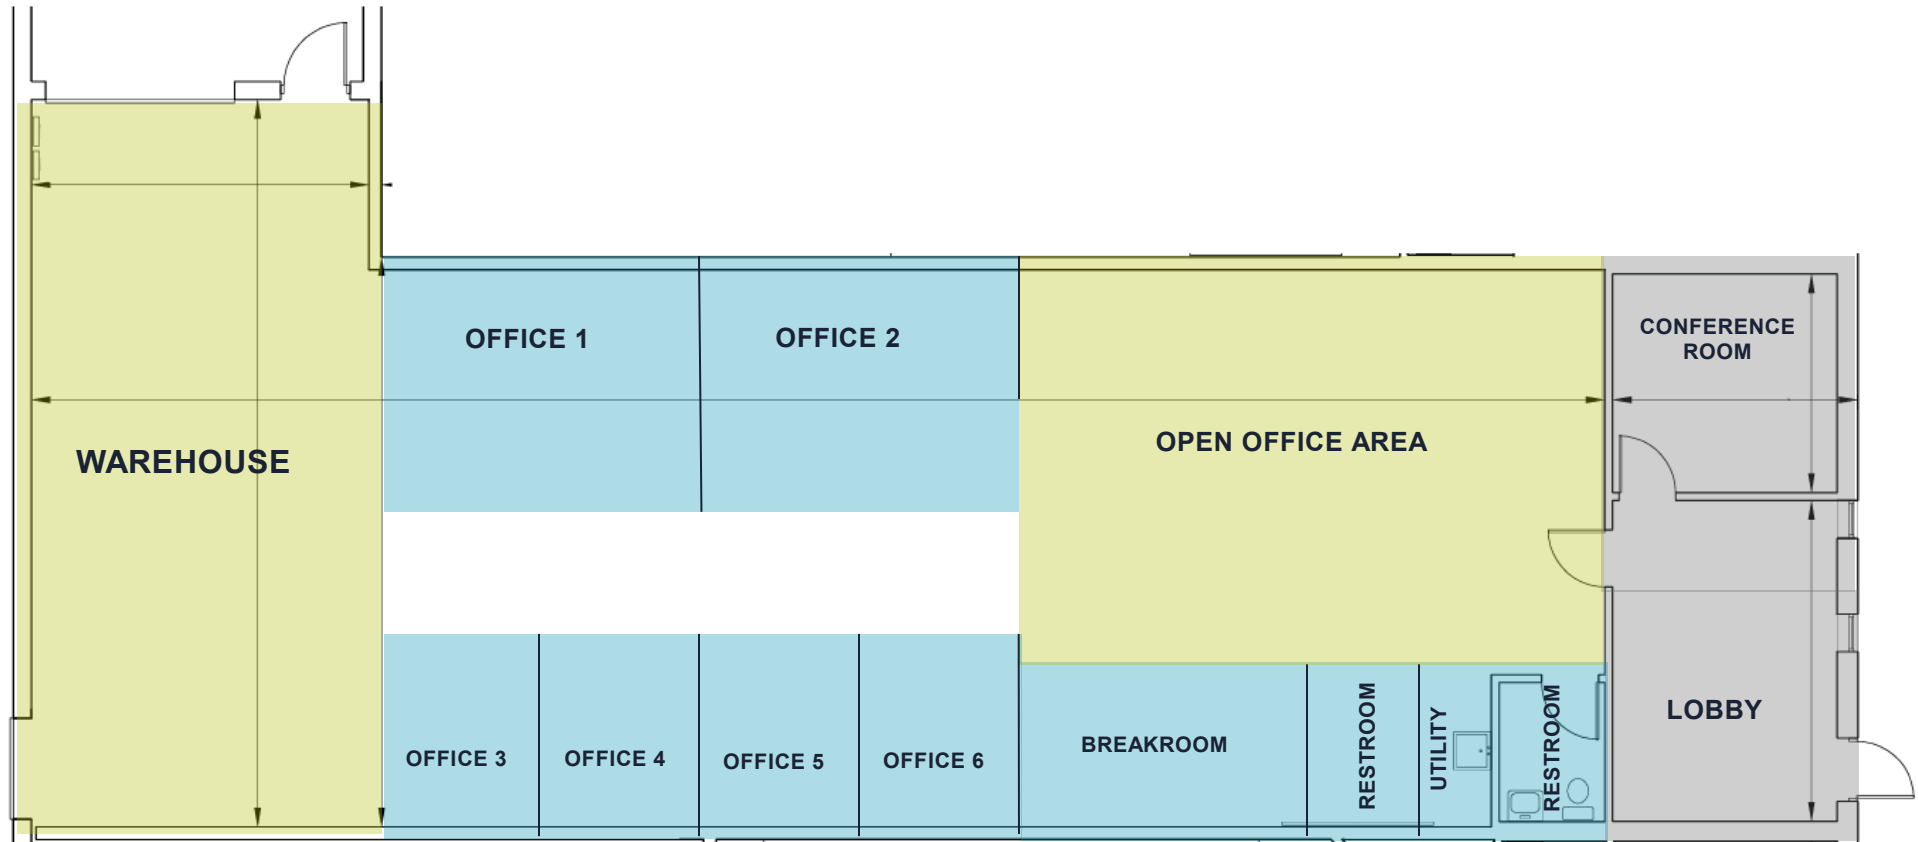 OFFICE 1
OFFICE 2
CONFERENCE
ROOM
WAREHOUSE
OPEN OFFICE AREA
OFFICE 3
OFFICE 4
OFFICE 5
OFFICE 6
BREAKROOM
RESTROOM
UTILITY
RESTROOM
LOBBY